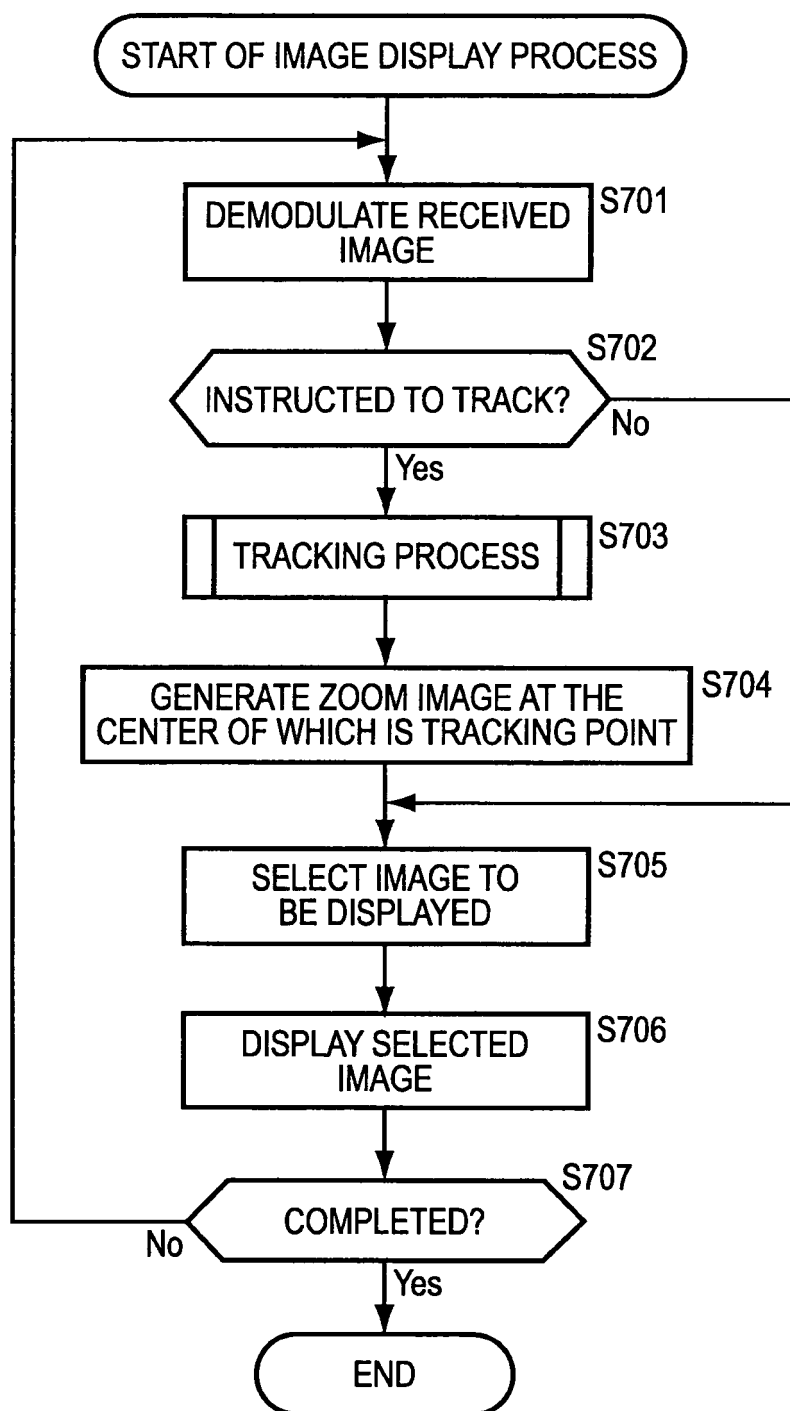 START OF IMAGE DISPLAY PROCESS
S701
DEMODULATE RECEIVED
IMAGE
S702
INSTRUCTED TO TRACK?
No
Yes
S703
TRACKING PROCESS
S704
GENERATE ZOOM IMAGE AT THE
CENTER OF WHICH IS TRACKING POINT
S705
SELECT IMAGE TO
BE DISPLAYED
S706
DISPLAY SELECTED
IMAGE
S707
COMPLETED?
No
Yes
END